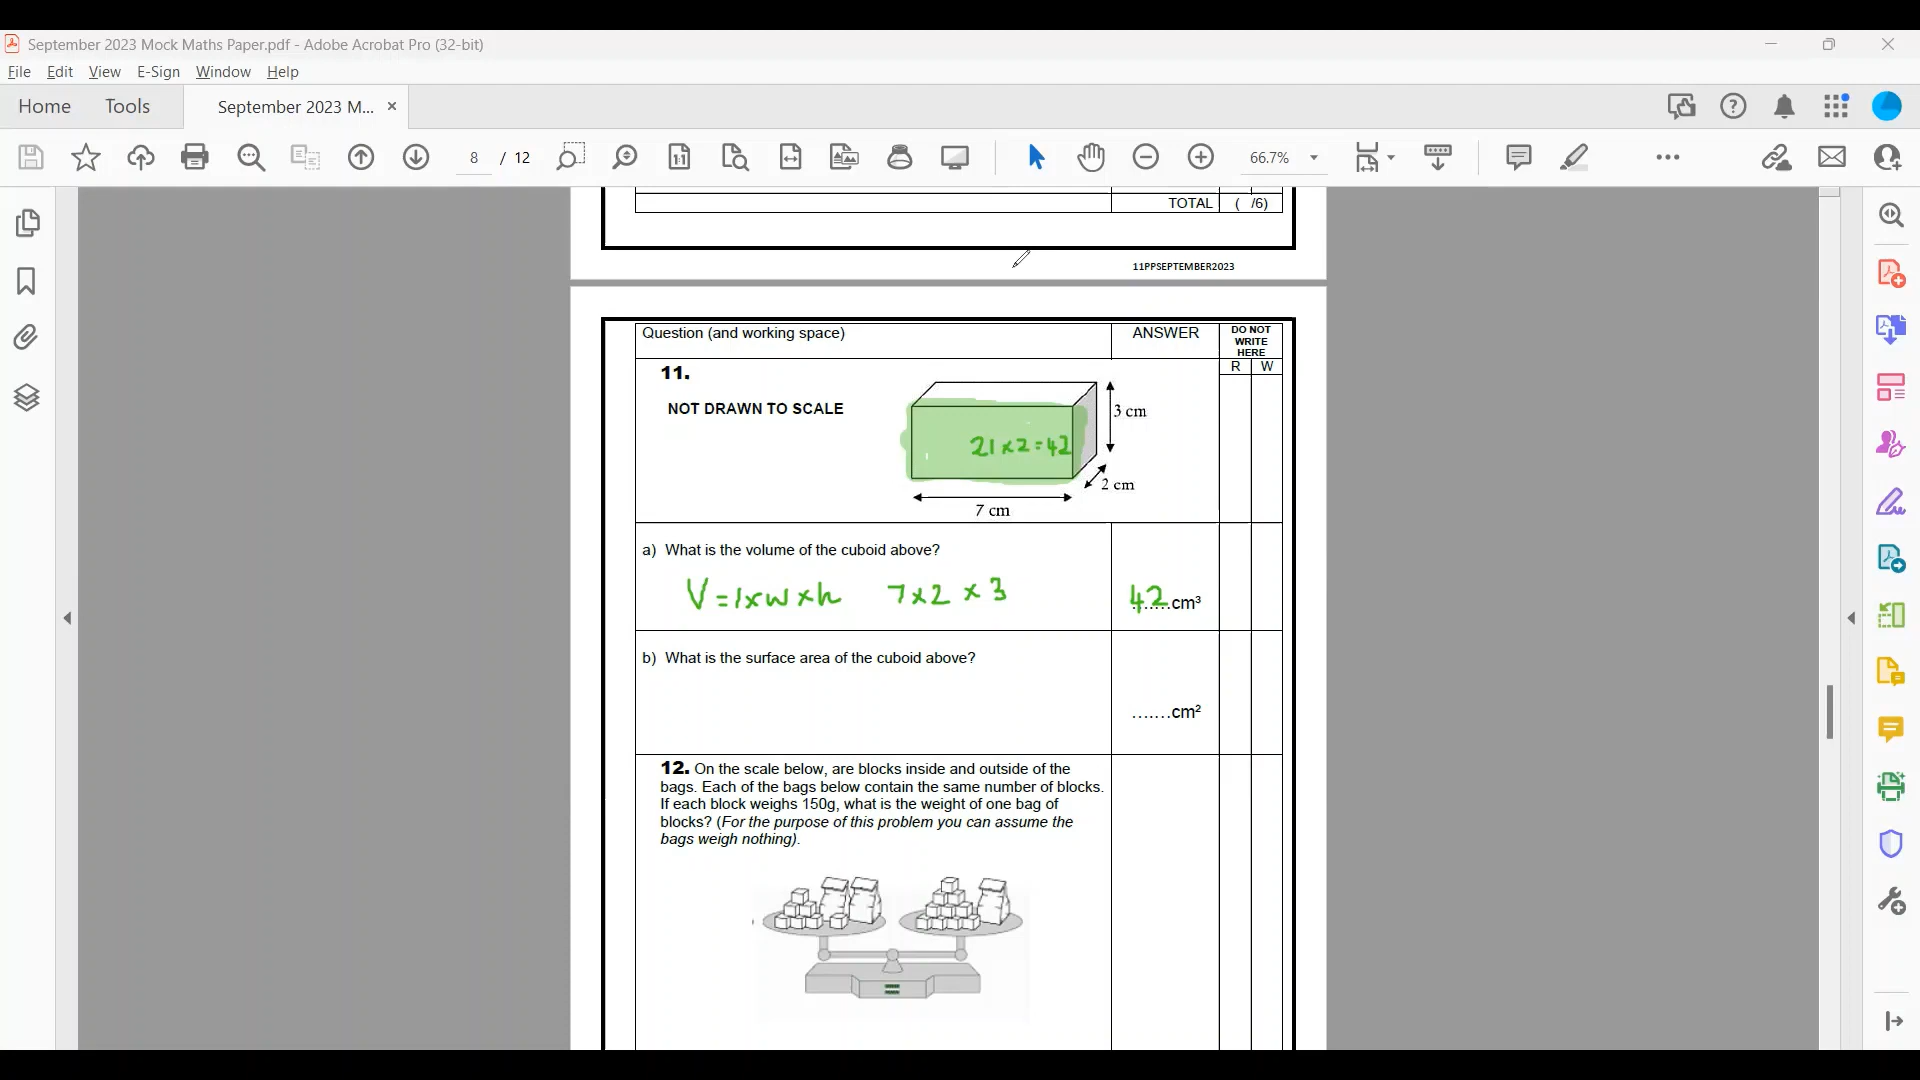 September 2023 Mock Maths Paper.pdf - Adobe Acrobat Pro (32-bit)
File Edit View E-Sign Window Help
Home Tools September 2023 M... ×
8 / 12 66.7%
TOTAL ( /6)
11PPSEPTEMBER2023
Question (and working space) ANSWER DO NOT WRITE HERE
R W
11.
NOT DRAWN TO SCALE
3 cm
21 x 2 = 42
2 cm
7 cm
a) What is the volume of the cuboid above?
V = l x w x h 7 x 2 x 3 42 .......cm³
b) What is the surface area of the cuboid above?
.......cm²
12. On the scale below, are blocks inside and outside of the
bags. Each of the bags below contain the same number of blocks.
If each block weighs 150g, what is the weight of one bag of
blocks? (For the purpose of this problem you can assume the
bags weigh nothing).